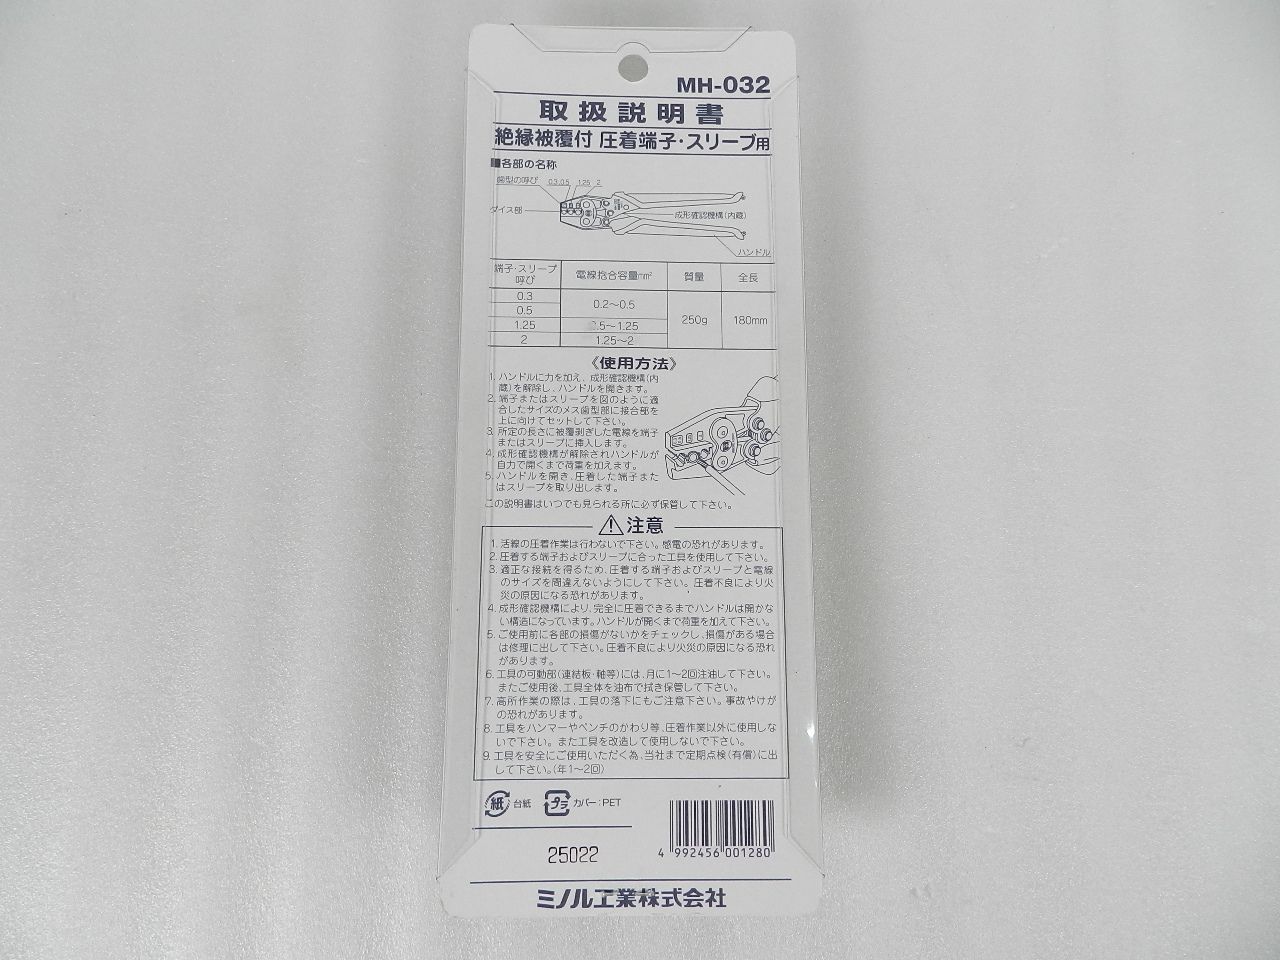 MH-032
取扱説明書
絶縁被覆付 圧着端子・スリーブ用
■各部の名称
歯型の呼び 0.3,0.5 1.25 2
ダイス部
成形確認機構(内蔵)
ハンドル
端子・スリーブ呼び 電線抱合容量mm² 質量 全長
0.3
0.2〜0.5
0.5
250g 180mm
1.25 .5〜1.25
2 1.25〜2
《使用方法》
1. ハンドルに力を加え、成形確認機構(内
蔵)を解除し、ハンドルを開きます。
2. 端子またはスリーブを図のように適
合したサイズのメス歯型部に接合部を
上に向けてセットして下さい。
3. 所定の長さに被覆剥ぎした電線を端子
またはスリーブに挿入します。
4. 成形確認機構が解除されハンドルが
自力で開くまで荷重を加えます。
5. ハンドルを開き、圧着した端子また
はスリーブを取り出します。
この説明書はいつでも見られる所に必ず保管して下さい。
注意
1. 活線の圧着作業は行わないで下さい。感電の恐れがあります。
2. 圧着する端子およびスリーブに合った工具を使用して下さい。
3. 適正な接続を得るため、圧着する端子およびスリーブと電線
のサイズを間違えないようにして下さい。圧着不良により火
災の原因になる恐れがあります。
4. 成形確認機構により、完全に圧着できるまでハンドルは開かな
い構造になっています。ハンドルが開くまで荷重を加えて下さい。
5. ご使用前に各部の損傷がないかをチェックし、損傷がある場合
は修理に出して下さい。圧着不良により火災の原因になる恐れ
があります。
6. 工具の可動部(連結板・軸等)には、月に1〜2回注油して下さい。
またご使用後、工具全体を油布で拭き保管して下さい。
7. 高所作業の際は、工具の落下にもご注意下さい。事故やけが
の恐れがあります。
8. 工具をハンマーやペンチのかわり等、圧着作業以外に使用しな
いで下さい。また工具を改造して使用しないで下さい。
9. 工具を安全にご使用いただく為、当社まで定期点検(有償)に出
して下さい。(年1〜2回)
紙 台紙 プラ カバー:PET
25022
4 992456 001280
ミノル工業株式会社